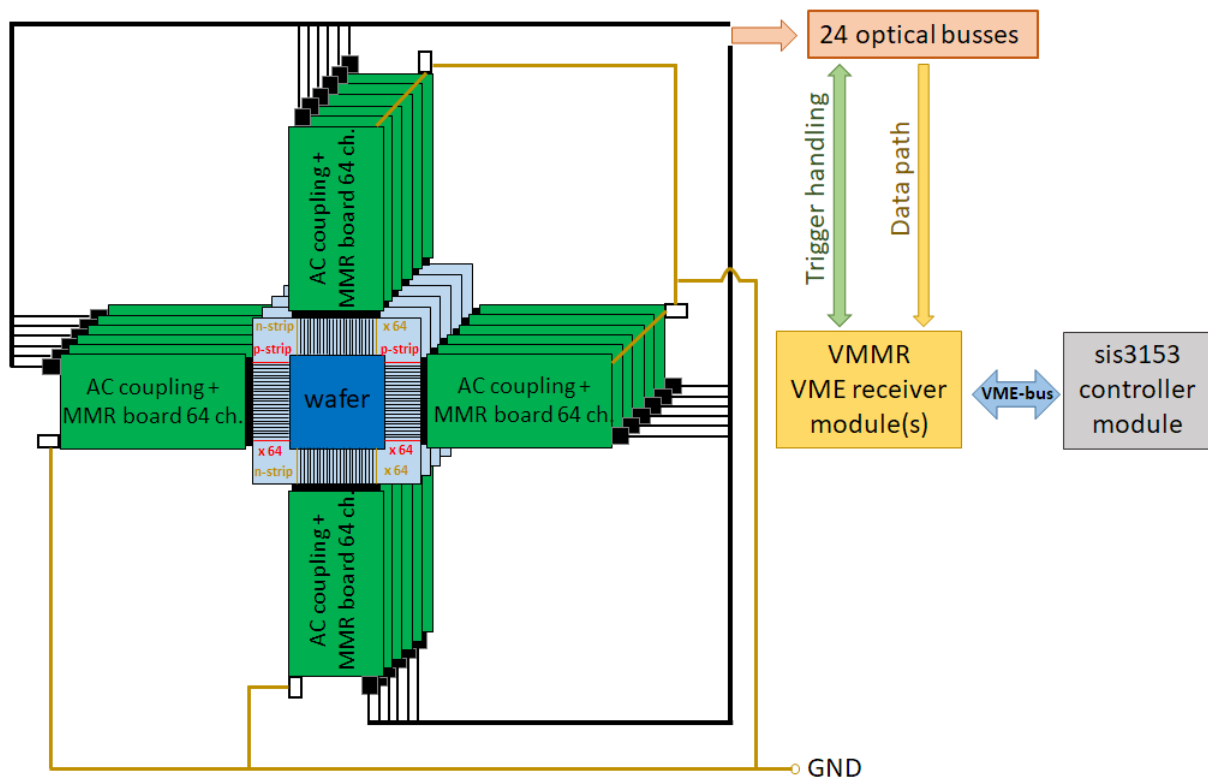 24 optical busses
Trigger handling
Data path
AC coupling +
MMR board 64 ch.
n-strip
x 64
p-strip
p-strip
AC coupling +
MMR board 64 ch.
wafer
AC coupling +
MMR board 64 ch.
x 64
x 64
n-strip
x 64
AC coupling +
MMR board 64 ch.
VMMR
VME receiver
module(s)
VME-bus
sis3153
controller
module
GND